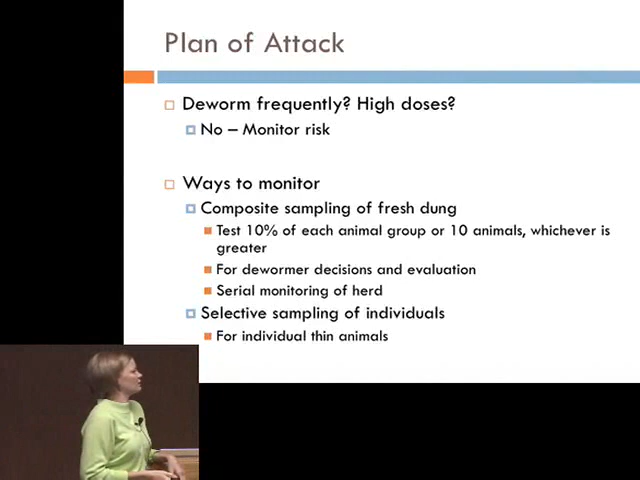 Plan of Attack
Deworm frequently? High doses?
No – Monitor risk
Ways to monitor
Composite sampling of fresh dung
Test 10% of each animal group or 10 animals, whichever is
greater
For dewormer decisions and evaluation
Serial monitoring of herd
Selective sampling of individuals
For individual thin animals